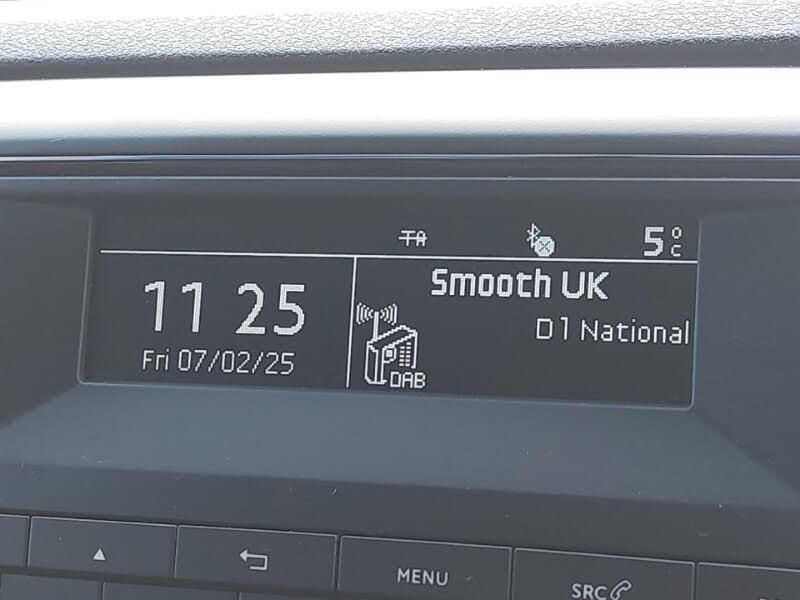 TA
5°C
11 25
Fri 07/02/25
Smooth UK
D1 National
DAB
MENU
SRC